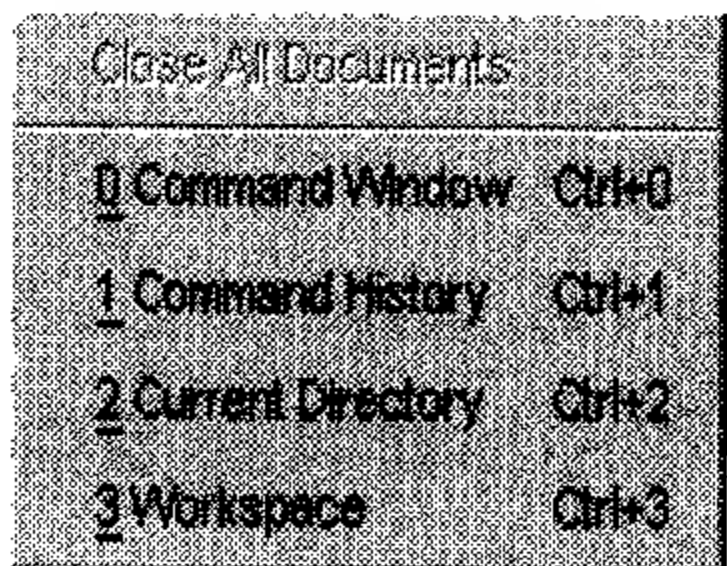 Close All Documents
0 Command Window Ctrl+0
1 Command History Ctrl+1
2 Current Directory Ctrl+2
3 Workspace Ctrl+3